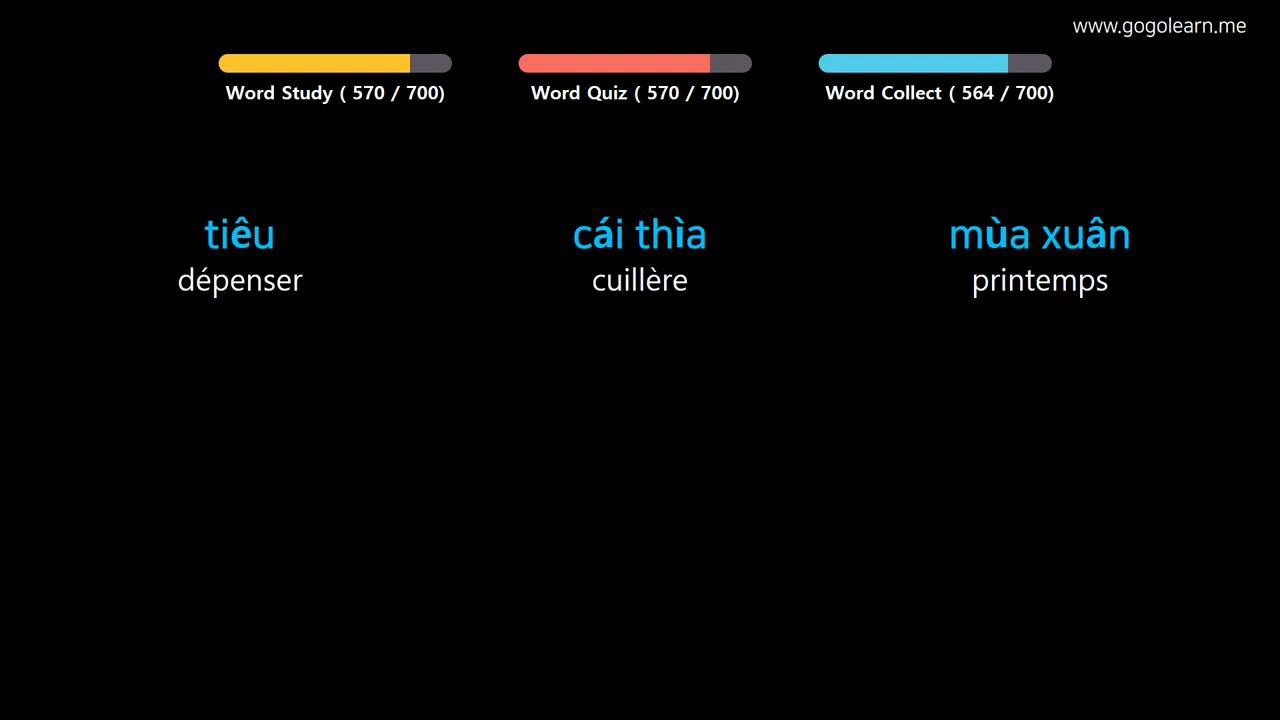 www.gogolearn.me
Word Study ( 570 / 700)
Word Quiz ( 570 / 700)
Word Collect ( 564 / 700)
tiêu
dépenser
cái thìa
cuillère
mùa xuân
printemps